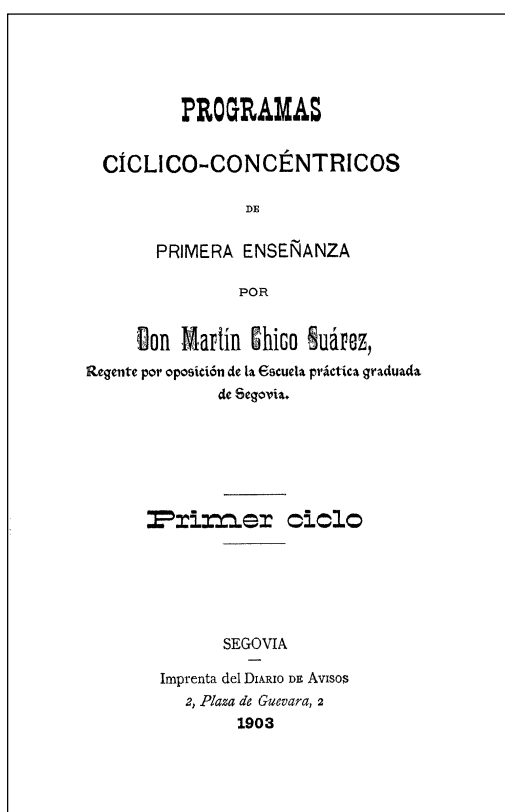 PROGRAMAS
CÍCLICO-CONCÉNTRICOS
DE
PRIMERA ENSEÑANZA
POR
Don Martín Chico Suárez,
Regente por oposición de la Escuela práctica graduada
de Segovia.
Primer ciclo
SEGOVIA
Imprenta del DIARIO DE AVISOS
2, Plaza de Guevara, 2
1903